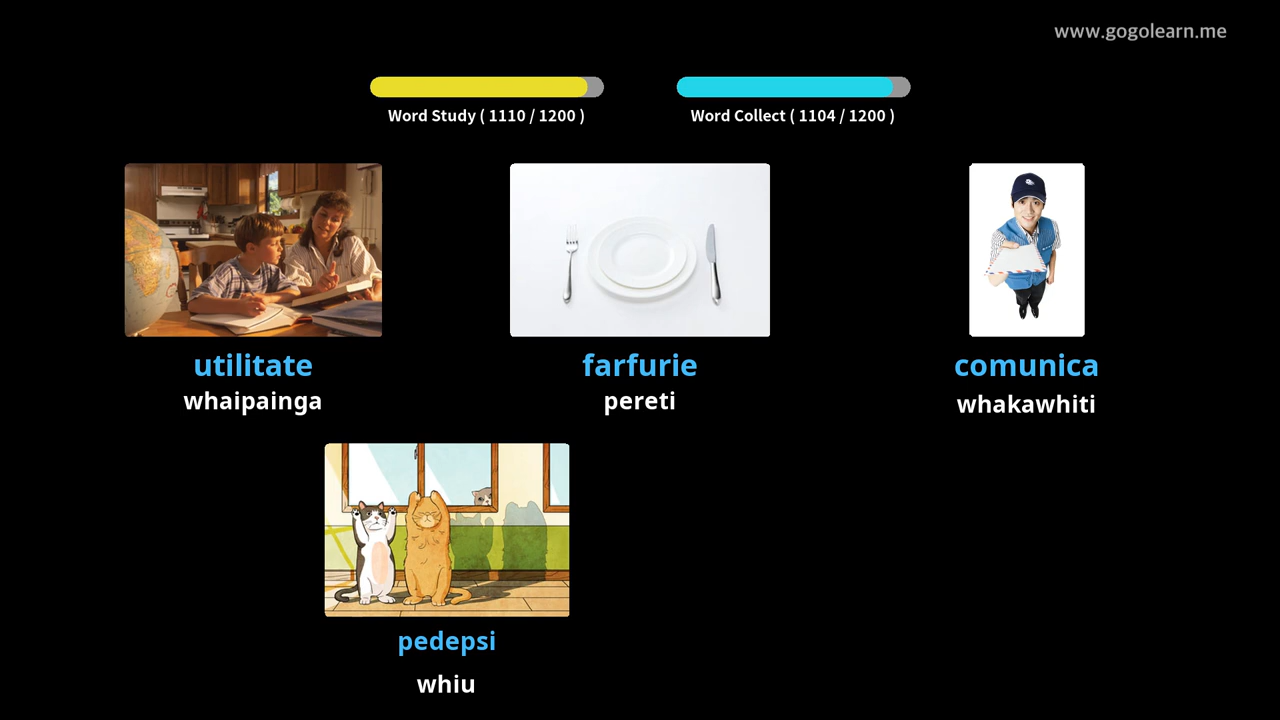 www.gogolearn.me
Word Study ( 1110 / 1200 )
Word Collect ( 1104 / 1200 )
utilitate
whaipainga
farfurie
pereti
comunica
whakawhiti
pedepsi
whiu